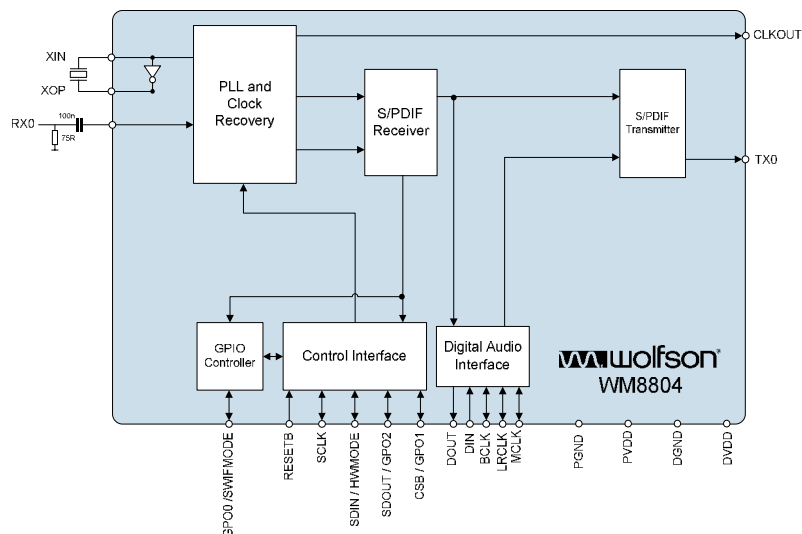 CLKOUT
XIN
XOP
RX0
100n
75R
PLL and
Clock
Recovery
S/PDIF
Receiver
S/PDIF
Transmitter
TX0
GPIO
Controller
Control Interface
Digital Audio
Interface
wolfson®
WM8804
GPO0 /SWIFMODE
RESETB
SCLK
SDIN / HWMODE
SDOUT / GPO2
CSB / GPO1
DOUT
DIN
BCLK
LRCLK
MCLK
PGND
PVDD
DGND
DVDD